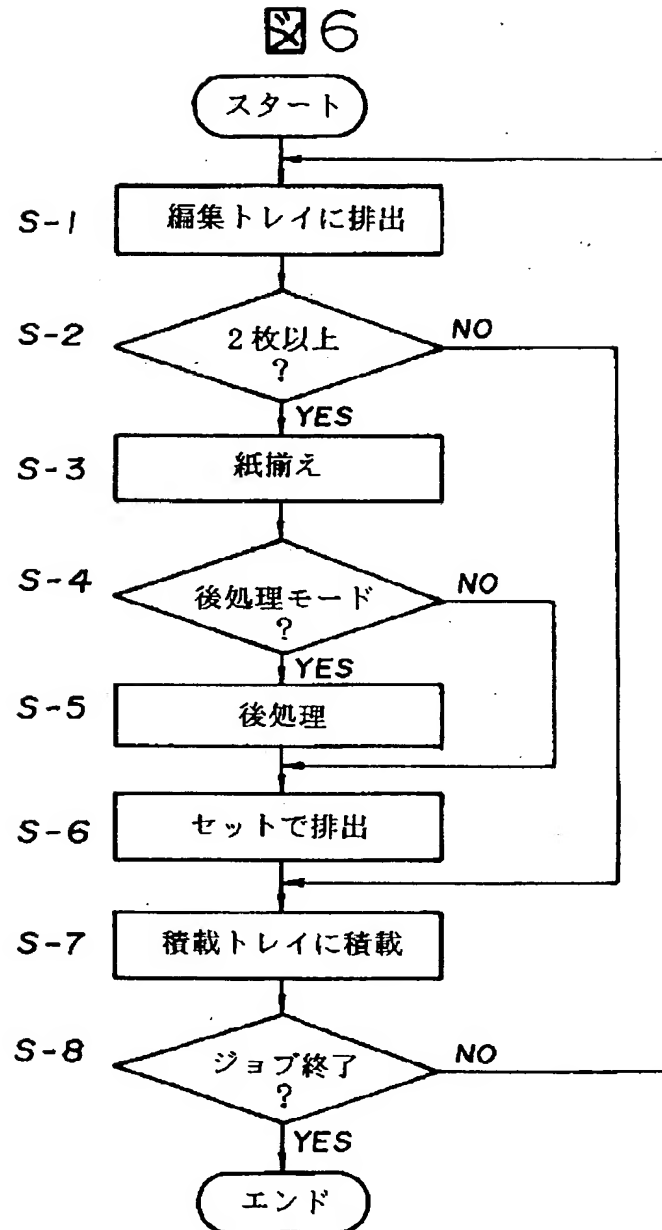 図6
スタート
S-1
編集トレイに排出
S-2
2枚以上
?
NO
YES
S-3
紙揃え
S-4
後処理モード
?
NO
YES
S-5
後処理
S-6
セットで排出
S-7
積載トレイに積載
S-8
ジョブ終了
?
NO
YES
エンド